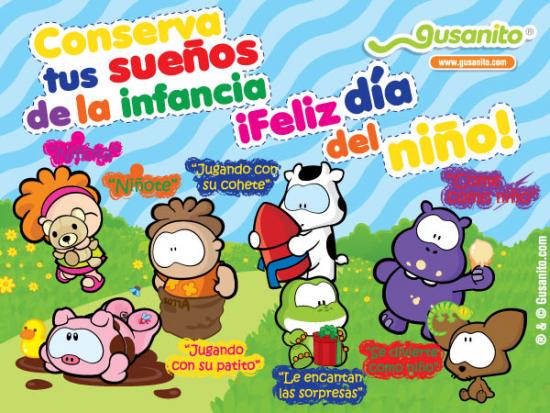 Conserva
tus sueños
de la infancia
¡Feliz día
del niño!
gusanito®
www.gusanito.com
"Niñote"
"Jugando con
su cohete"
"Come
como niño"
"Jugando
con su patito"
"Le encantan
las sorpresas"
"Se divierte
como niño"
® & © Gusanito.com